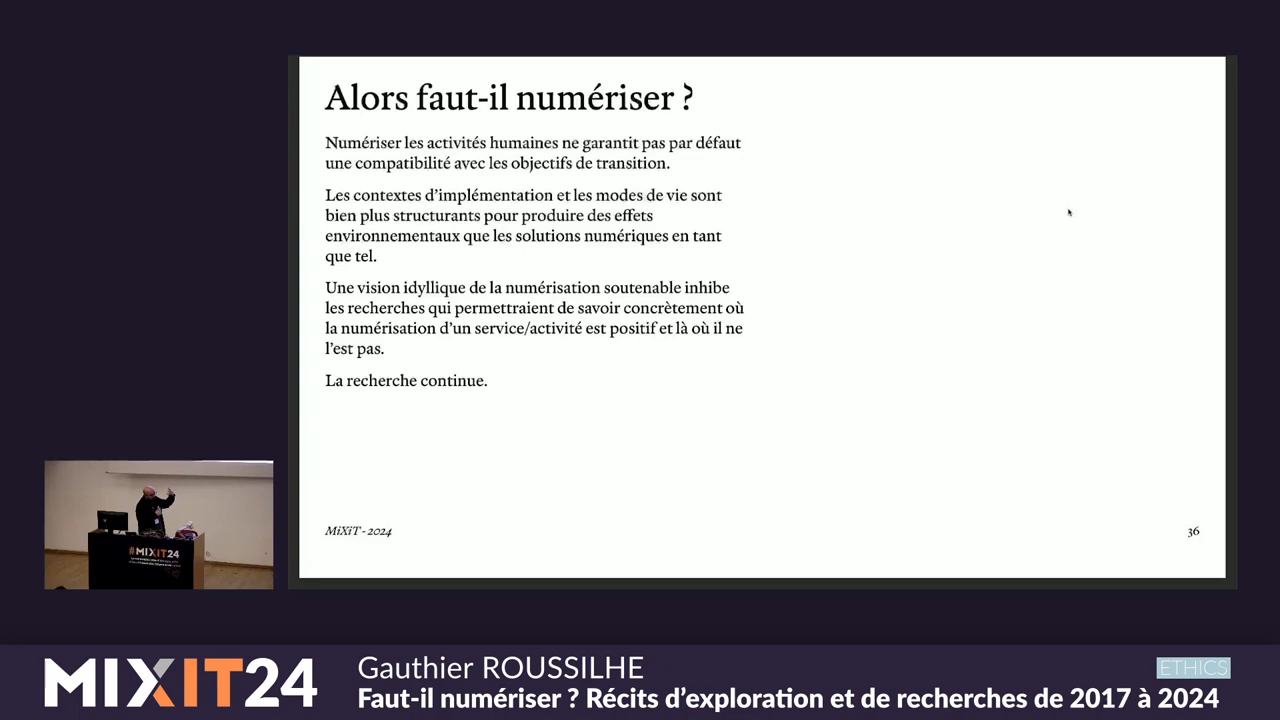 Alors faut-il numériser ?
Numériser les activités humaines ne garantit pas par défaut
une compatibilité avec les objectifs de transition.
Les contextes d'implémentation et les modes de vie sont
bien plus structurants pour produire des effets
environnementaux que les solutions numériques en tant
que tel.
Une vision idyllique de la numérisation soutenable inhibe
les recherches qui permettraient de savoir concrètement où
la numérisation d'un service/activité est positif et là où il ne
l'est pas.
La recherche continue.
MiXiT - 2024
36
#MIXIT24
MIXIT24
Gauthier ROUSSILHE
ETHICS
Faut-il numériser ? Récits d'exploration et de recherches de 2017 à 2024